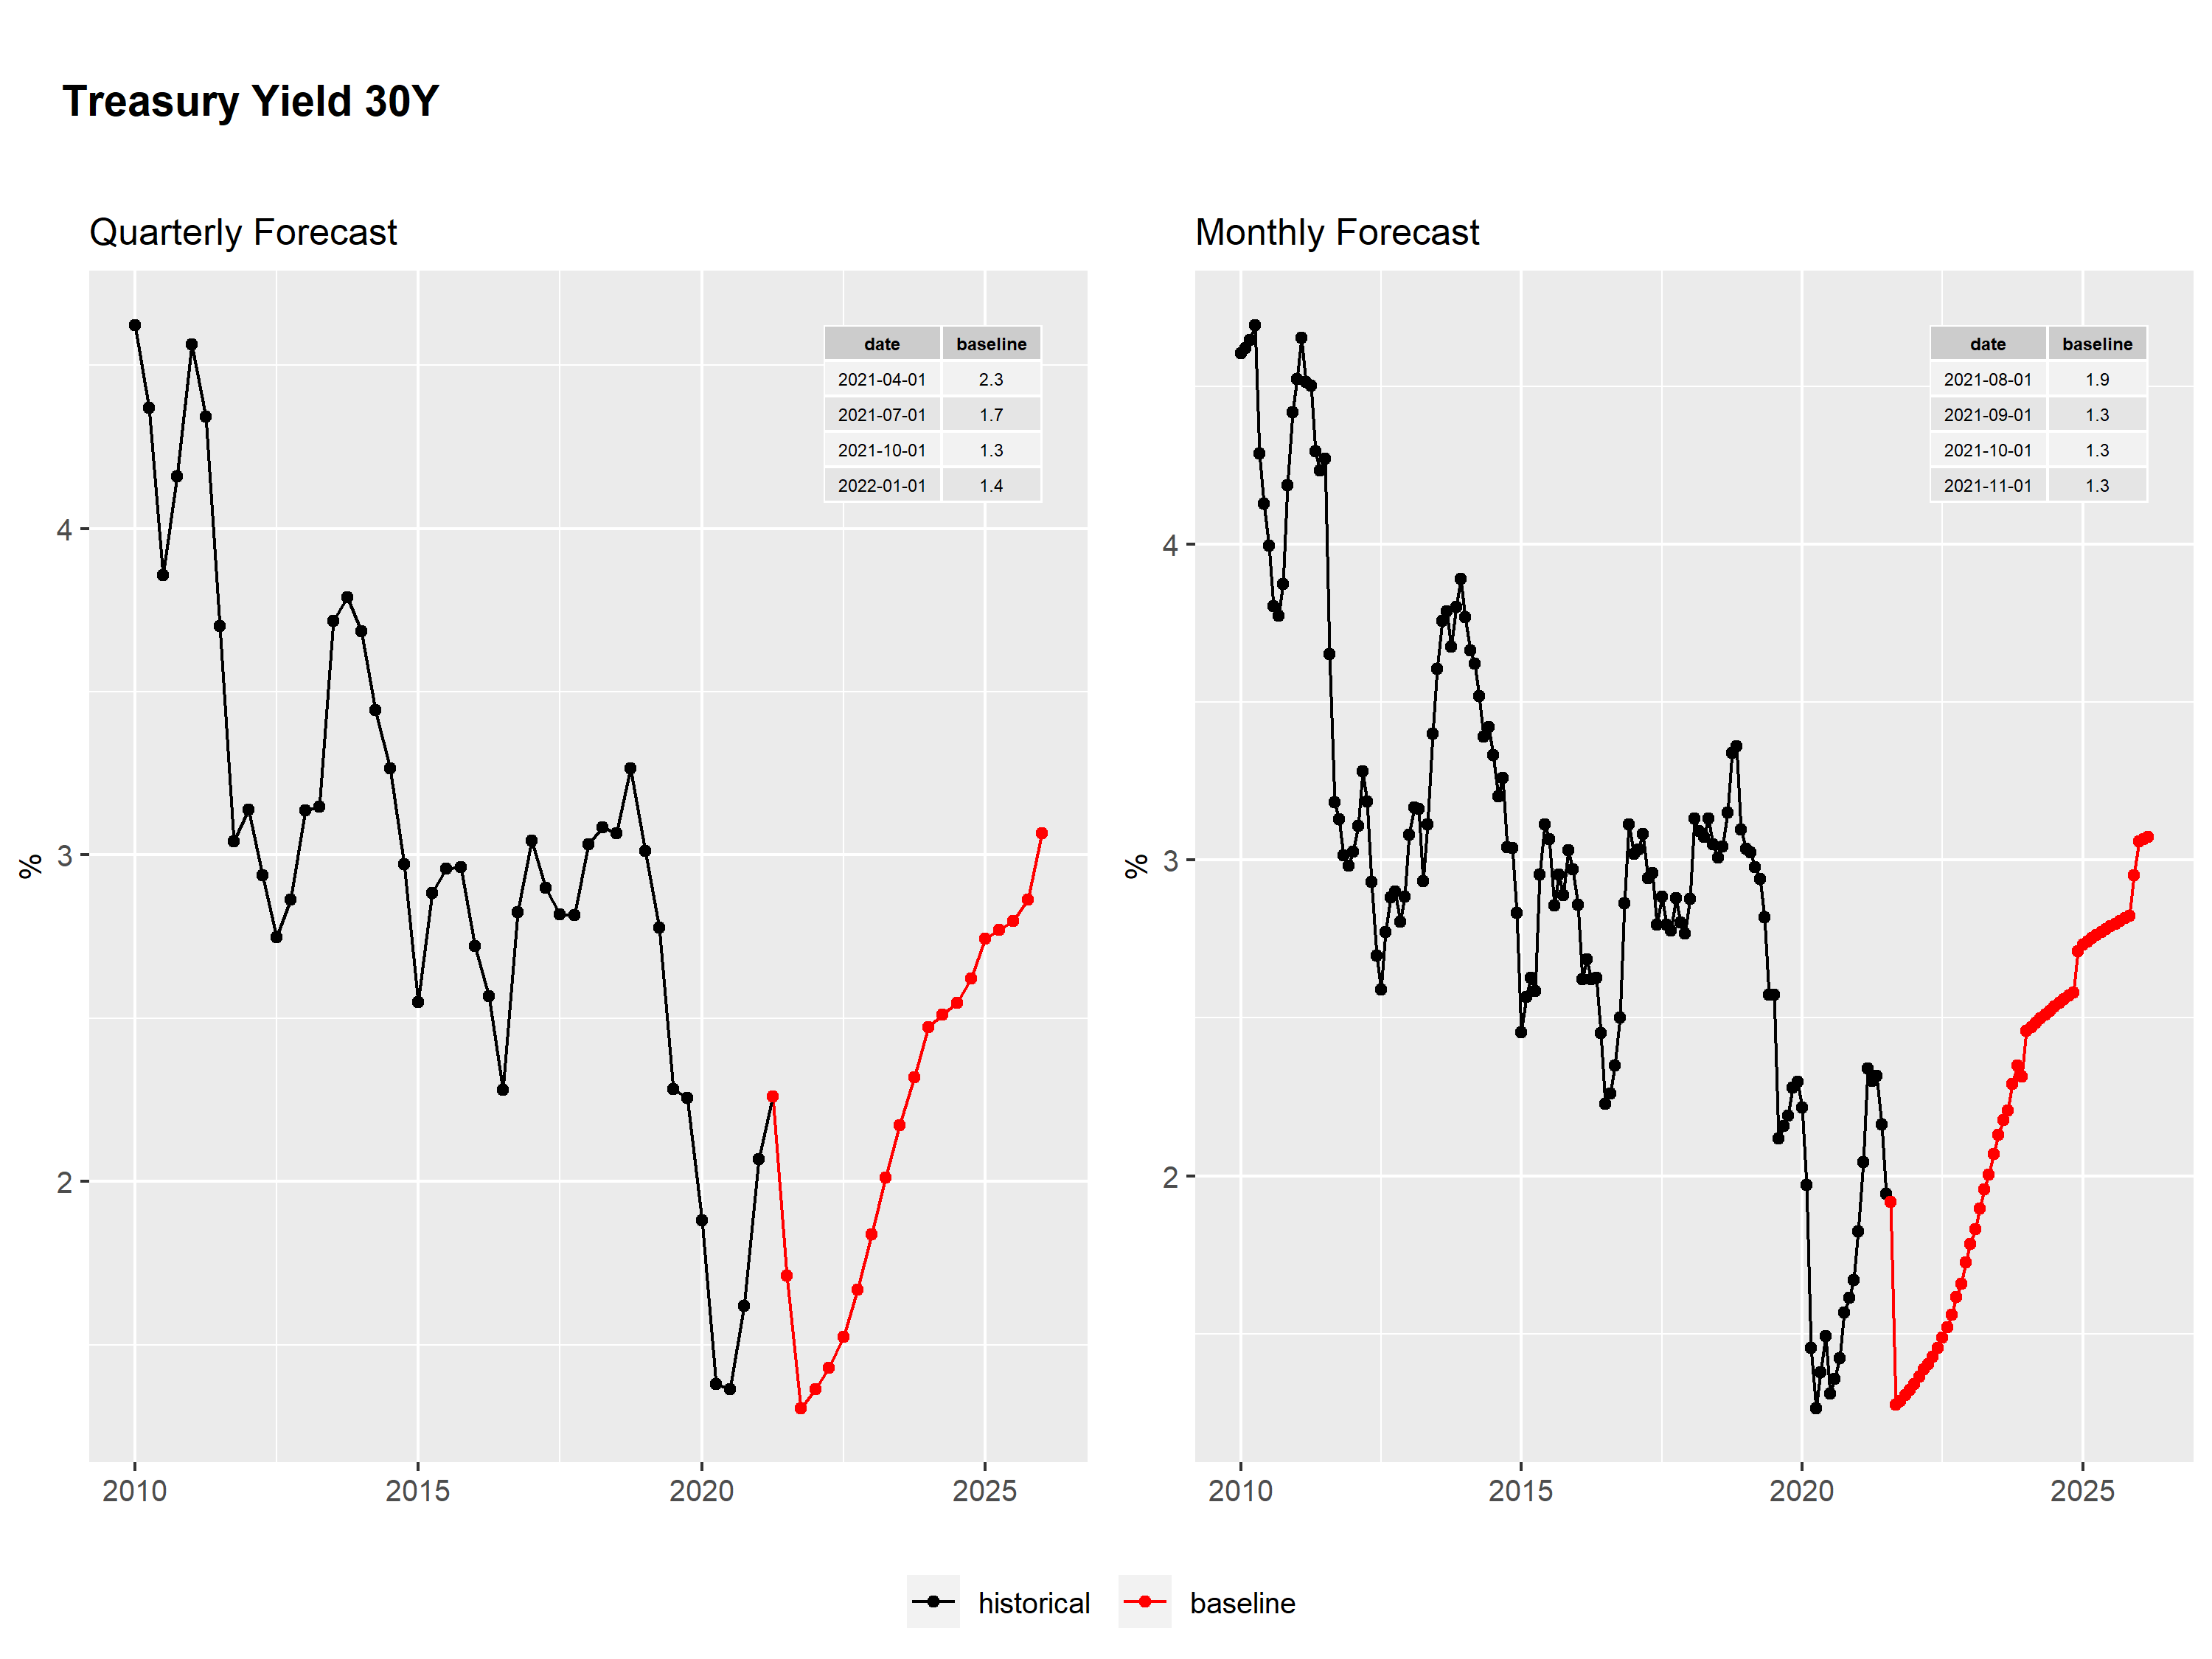 Treasury Yield 30Y
Quarterly Forecast
%
4
3
2
2010 2015 2020 2025
date baseline
2021-04-01 2.3
2021-07-01 1.7
2021-10-01 1.3
2022-01-01 1.4
Monthly Forecast
%
4
3
2
2010 2015 2020 2025
date baseline
2021-08-01 1.9
2021-09-01 1.3
2021-10-01 1.3
2021-11-01 1.3
historical baseline